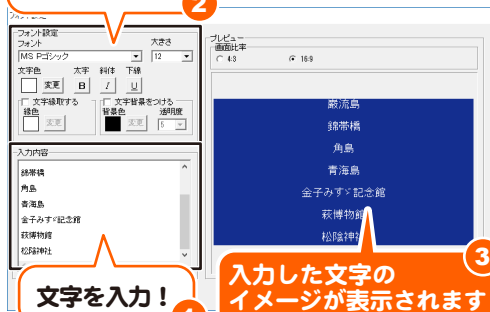 2
フォント設定
フォント
大きさ
MS Pゴシック
12
文字色
太字
斜体
下線
変更
B
I
U
文字縁取する
縁色
変更
文字背景をつける
背景色
透明度
変更
5
入力内容
錦帯橋
角島
青海島
金子みすゞ記念館
萩博物館
松陰神社
文字を入力！
プレビュー
画面比率
4:3
16:9
巌流島
錦帯橋
角島
青海島
金子みすゞ記念館
萩博物館
松陰神社
3
入力した文字の
イメージが表示されます